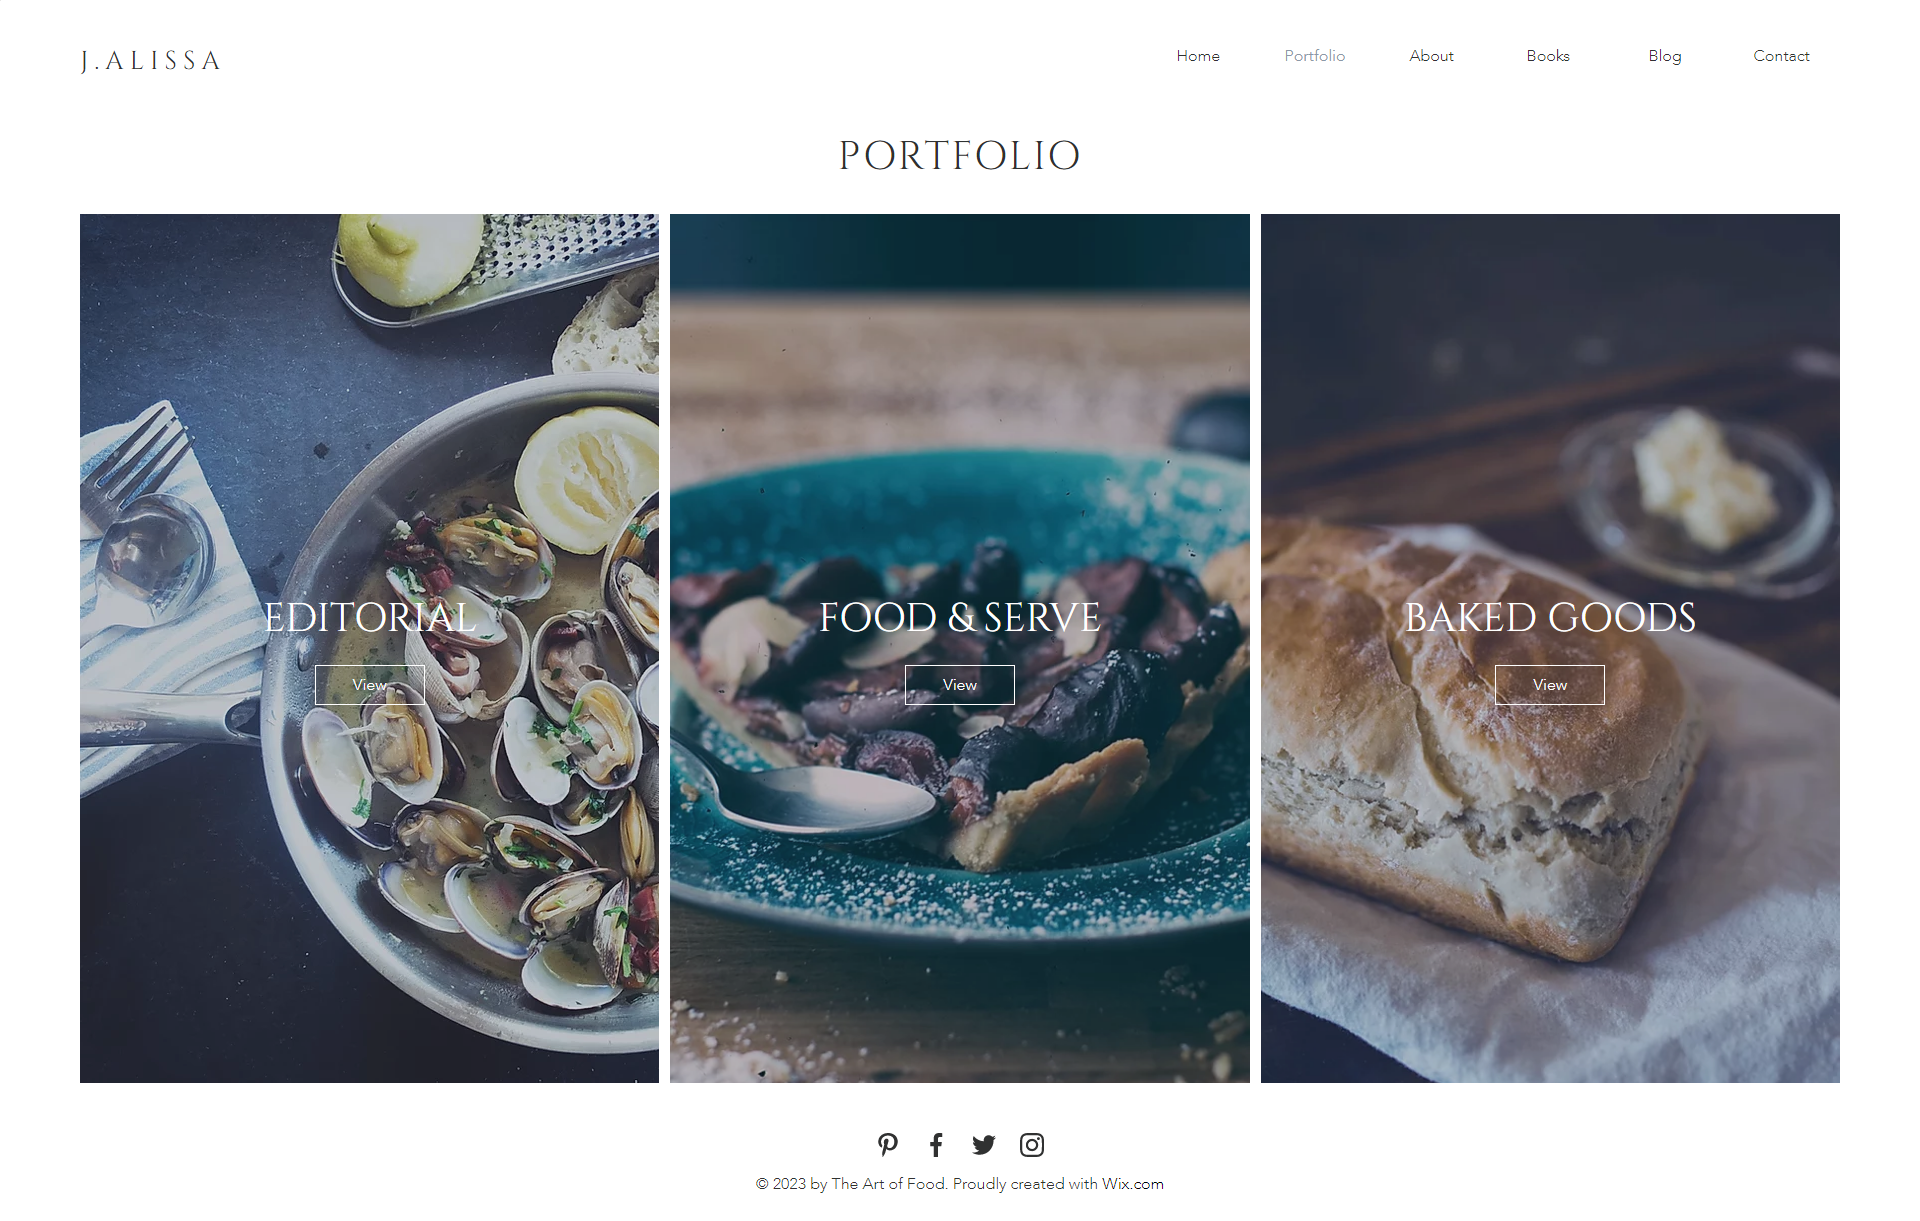 J.ALISSA
Home Portfolio About Books Blog Contact
PORTFOLIO
EDITORIAL
View
FOOD & SERVE
View
BAKED GOODS
View
© 2023 by The Art of Food. Proudly created with Wix.com